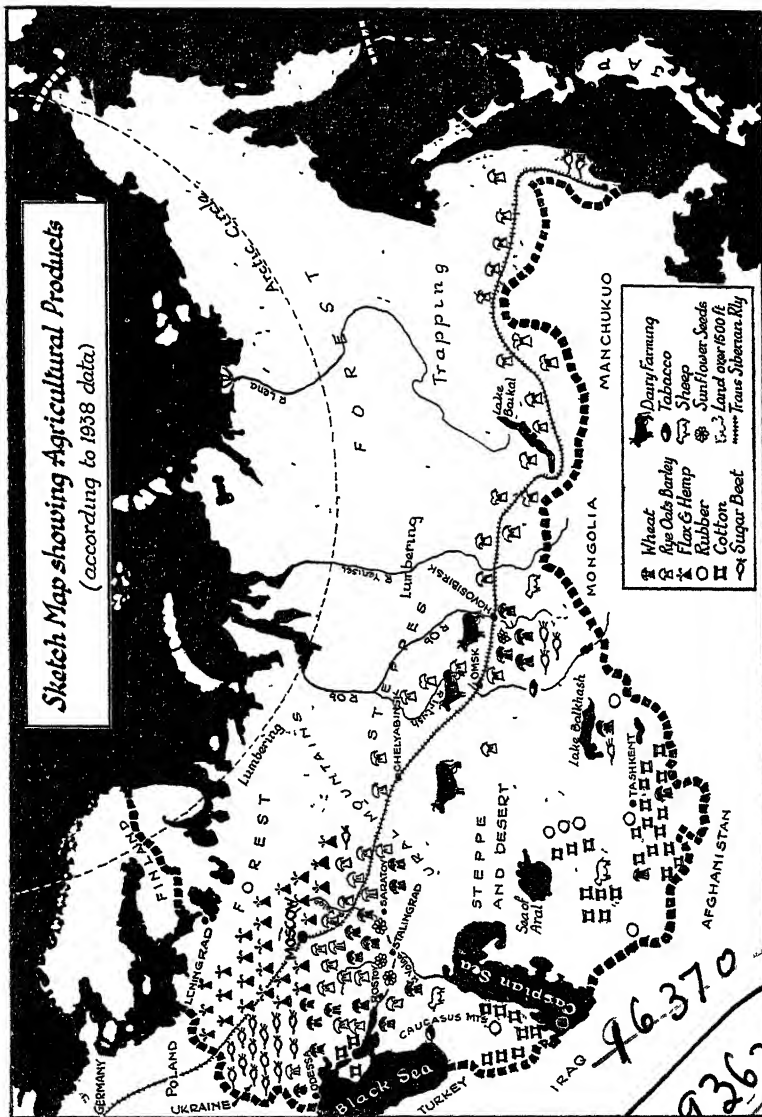 Sketch Map showing Agricultural Products
(according to 1938 data)
Arctic Circle
FOREST
Trapping
R Lena
Lake Baikal
MANCHUKUO
MONGOLIA
Lumbering
R Yenisei
NOVOSIBIRSK
R Ob
R Ob
R Irtish
OMSK
STEPPES
CHELYABINSK
Lumbering
URAL MOUNTAINS
FOREST
FINLAND
LENINGRAD
MOSCOW
SARATOV
STALINGRAD
ROSTOV
ODESSA
GERMANY
POLAND
UKRAINE
Black Sea
CAUCASUS MTS
TURKEY
Caspian Sea
IRAQ
STEPPE
AND DESERT
Sea of
Aral
Lake Balkhash
TASHKENT
AFGHANISTAN
Wheat
Rye Oats Barley
Flax & Hemp
Rubber
Cotton
Sugar Beet
Dairy Farming
Tobacco
Sheep
Sunflower Seeds
Land over 1500 ft
Trans Siberian Rly
96370